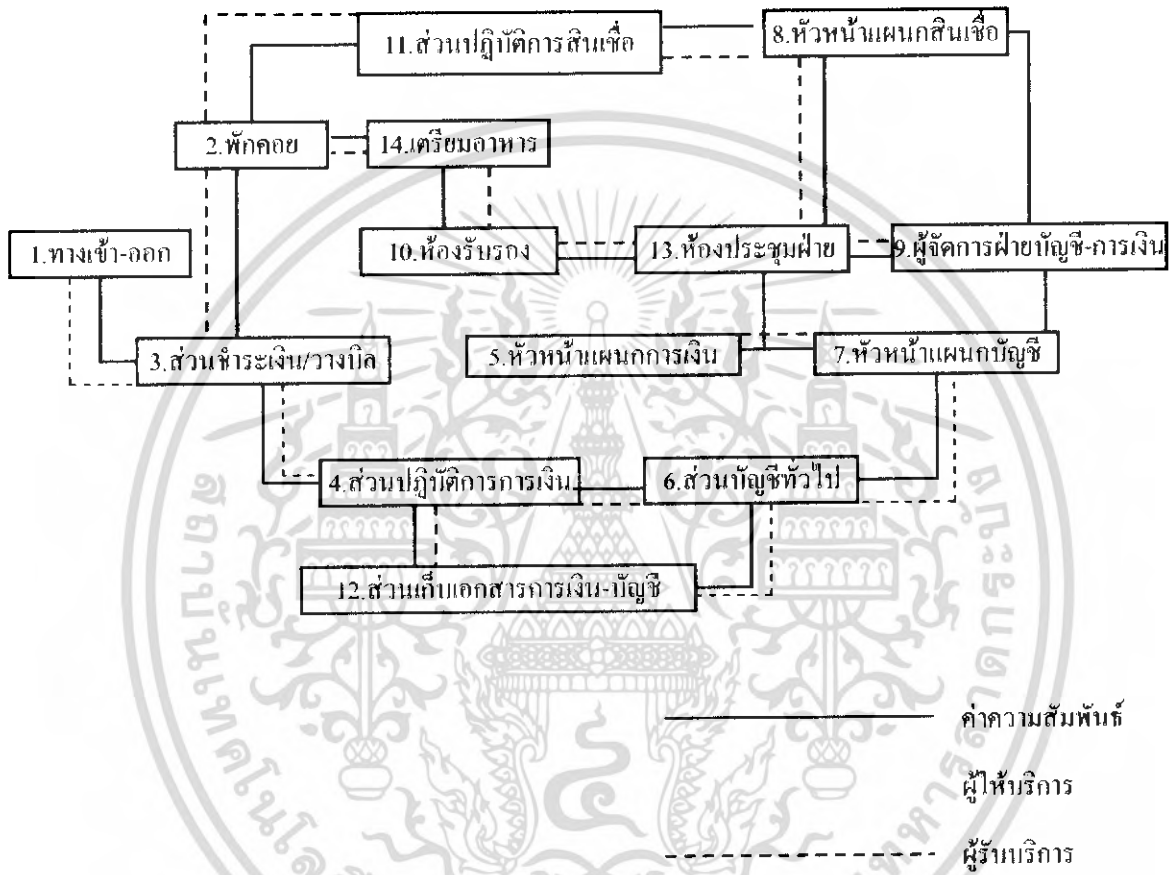 11.ส่วนปฏิบัติการสินเชื่อ
8.หัวหน้าแผนกสินเชื่อ
2.พักคอย
14.เตรียมอาหาร
1.ทางเข้า-ออก
10.ห้องรับรอง
13.ห้องประชุมฝ่าย
9.ผู้จัดการฝ่ายบัญชี-การเงิน
3.ส่วนชำระเงิน/วางบิล
5.หัวหน้าแผนกการเงิน
7.หัวหน้าแผนกบัญชี
4.ส่วนปฏิบัติการการเงิน
6.ส่วนบัญชีทั่วไป
12.ส่วนเก็บเอกสารการเงิน-บัญชี
ค่าความสัมพันธ์
ผู้ให้บริการ
ผู้รับบริการ